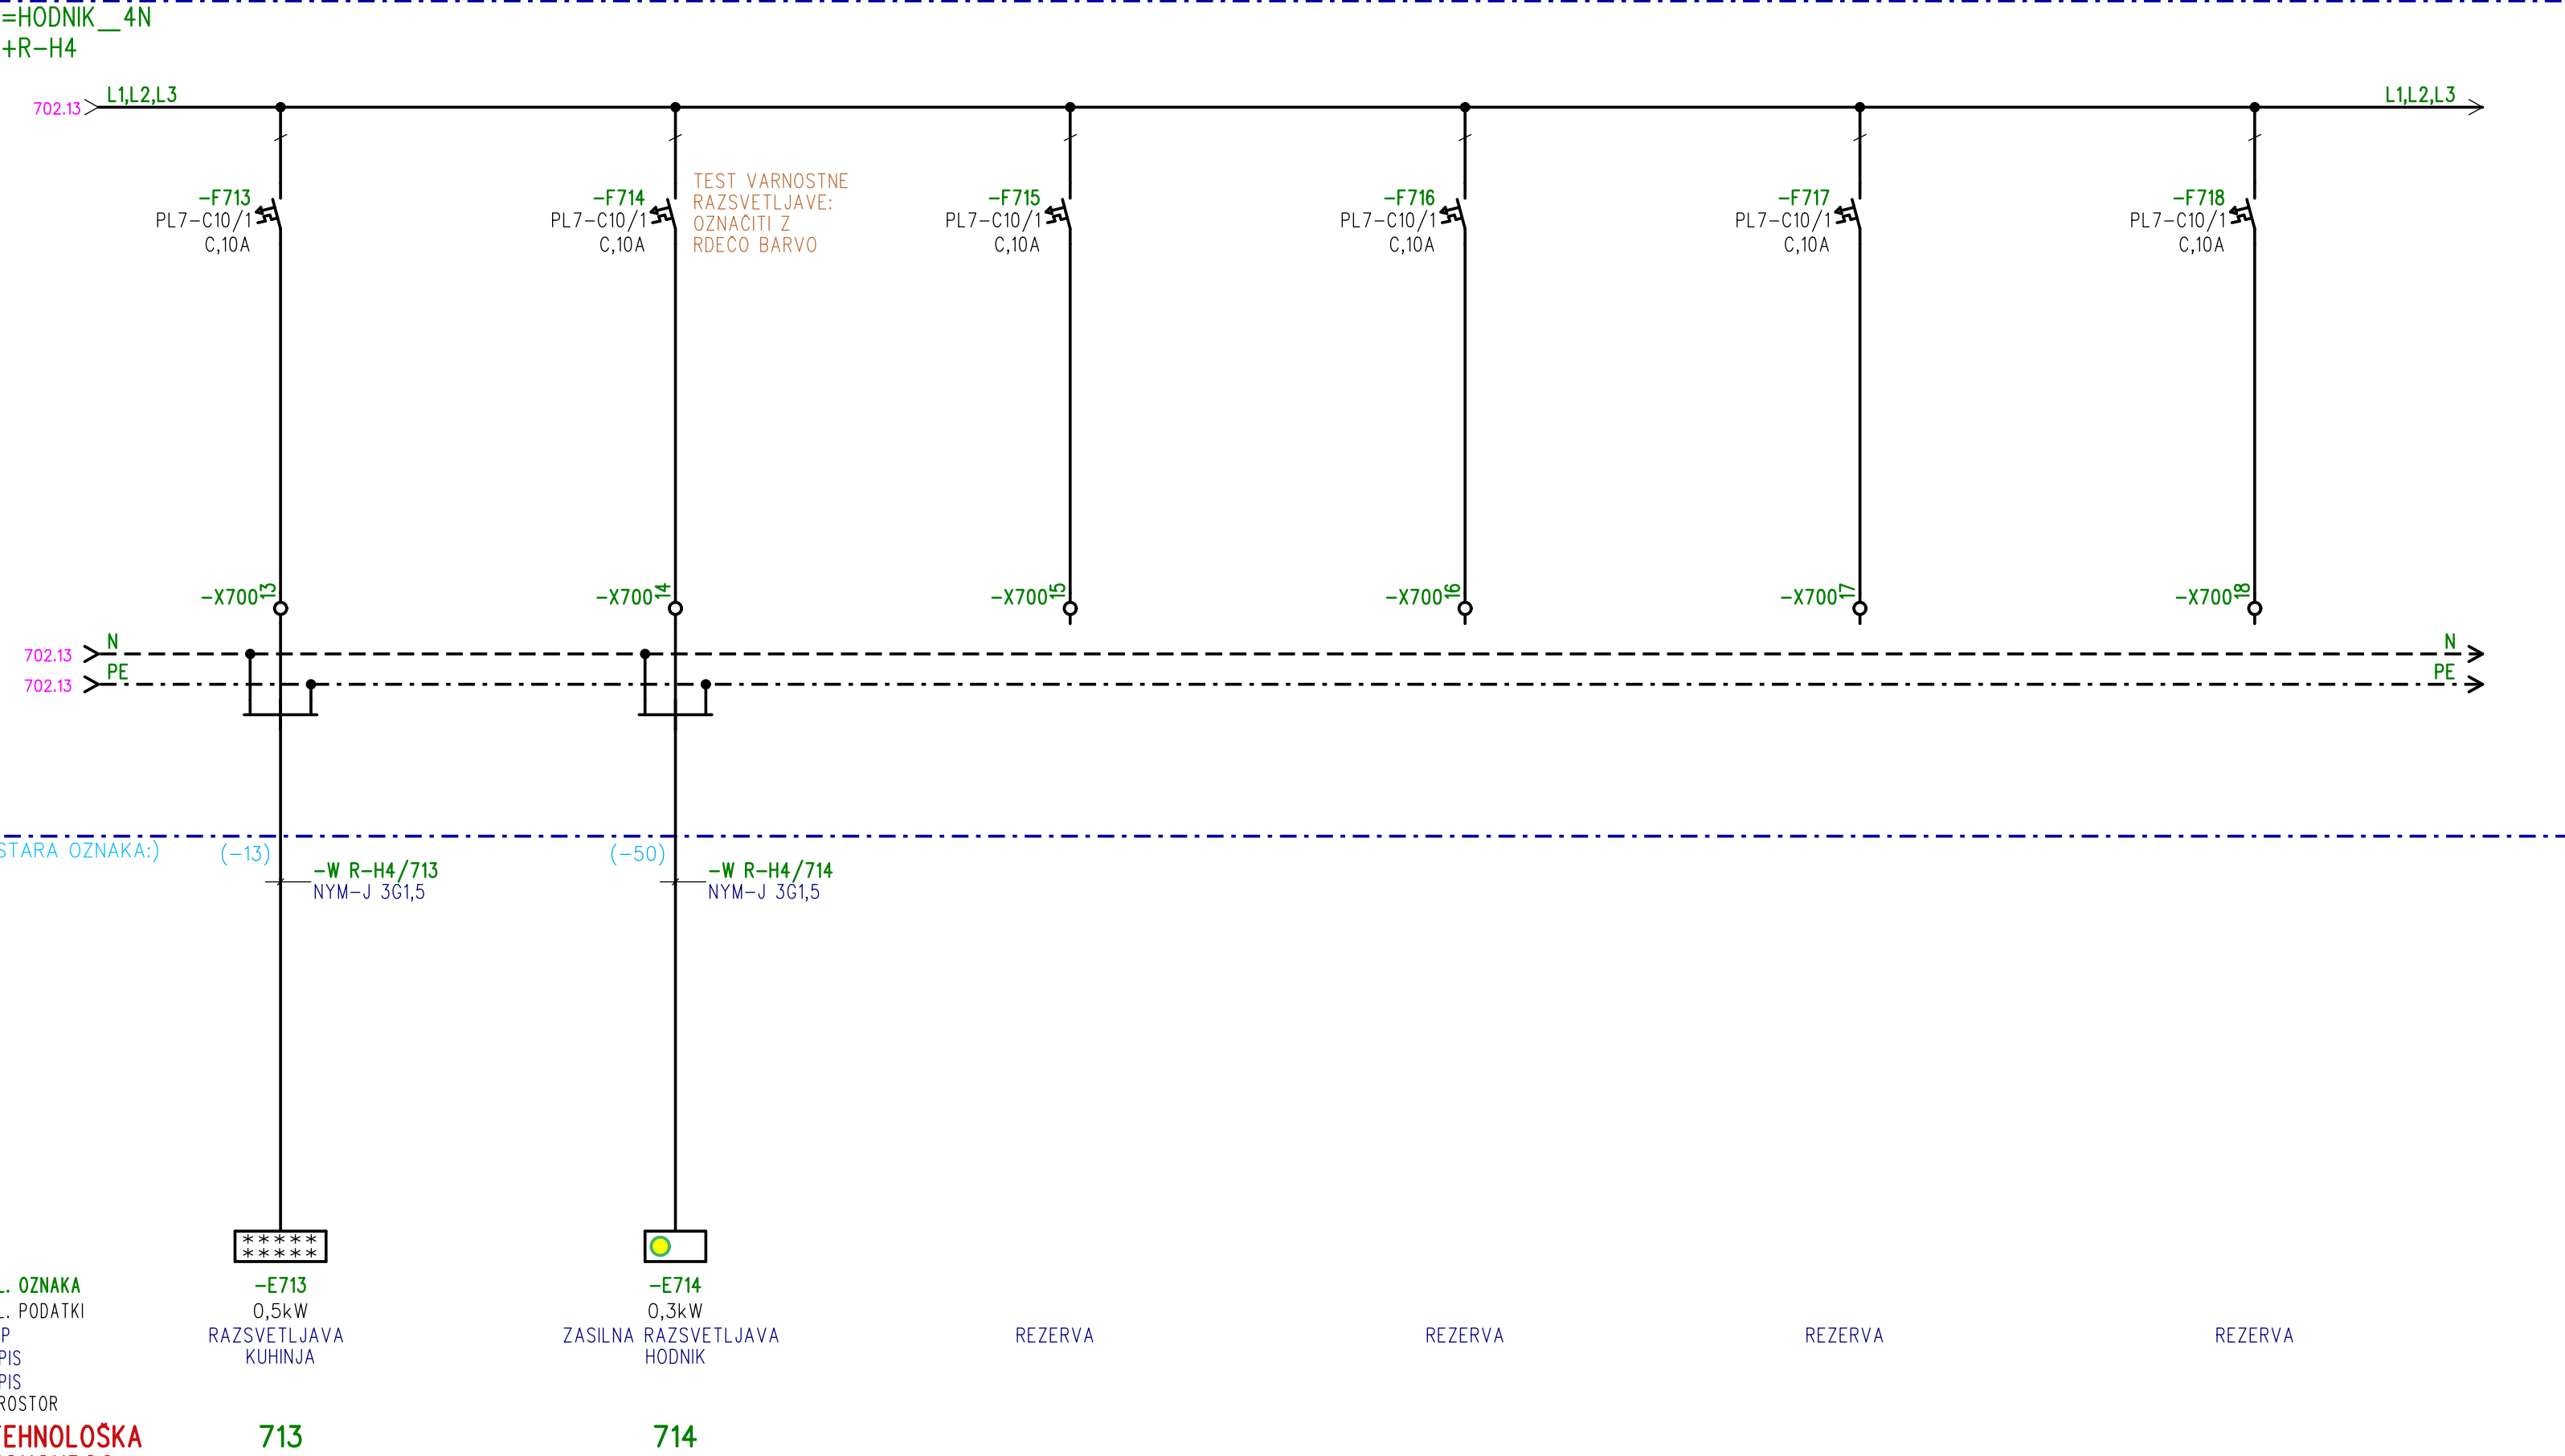 =HODNIK__4N
+R-H4
702.13
L1,L2,L3
L1,L2,L3
-F713
PL7-C10/1
C,10A
-F714
PL7-C10/1
C,10A
TEST VARNOSTNE
RAZSVETLJAVE:
OZNAČITI Z
RDEČO BARVO
-F715
PL7-C10/1
C,10A
-F716
PL7-C10/1
C,10A
-F717
PL7-C10/1
C,10A
-F718
PL7-C10/1
C,10A
-X700 13
-X700 14
-X700 15
-X700 16
-X700 17
-X700 18
702.13 N N
702.13 PE PE
STARA OZNAKA:) (-13) (-50)
-W R-H4/713
NYM-J 3G1,5
-W R-H4/714
NYM-J 3G1,5
*****
*****
L. OZNAKA -E713 -E714
L. PODATKI 0,5kW 0,3kW
P RAZSVETLJAVA ZASILNA RAZSVETLJAVA REZERVA REZERVA REZERVA REZERVA
PIS KUHINJA HODNIK
PIS
ROSTOR
TEHNOLOŠKA 713 714